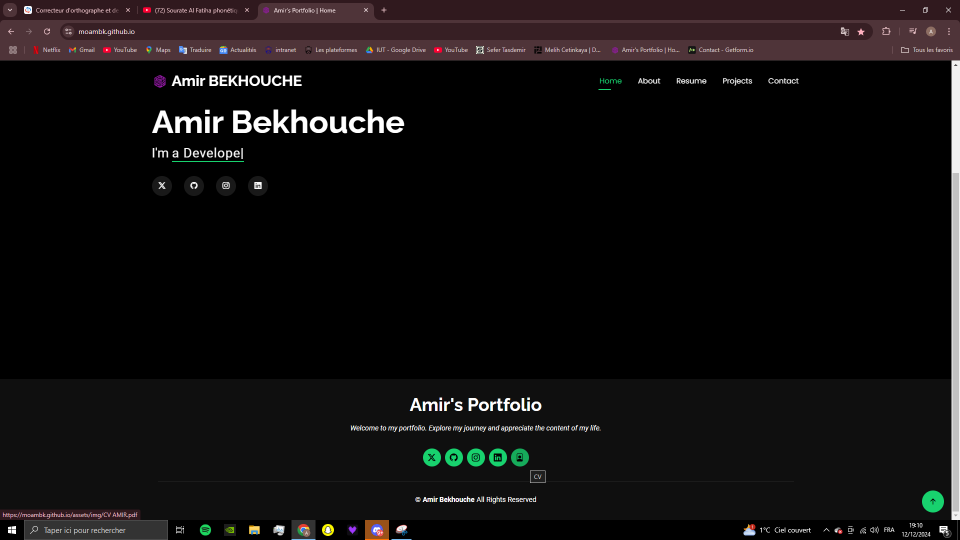 Correcteur d'orthographe et de
(72) Sourate Al Fatiha phonétiq
Amir's Portfolio | Home
moambk.github.io
Netflix
Gmail
YouTube
Maps
Traduire
Actualités
intranet
Les plateformes
IUT - Google Drive
YouTube
Sefer Tasdemir
Melih Cetinkaya | D...
Amir's Portfolio | Ho...
Contact - Getform.io
Tous les favoris
Amir BEKHOUCHE
Home
About
Resume
Projects
Contact
Amir Bekhouche
I'm a Develope|
Amir's Portfolio
Welcome to my portfolio. Explore my journey and appreciate the content of my life.
CV
© Amir Bekhouche All Rights Reserved
https://moambk.github.io/assets/img/CV AMIR.pdf
Taper ici pour rechercher
1°C Ciel couvert
FRA
19:10
12/12/2024